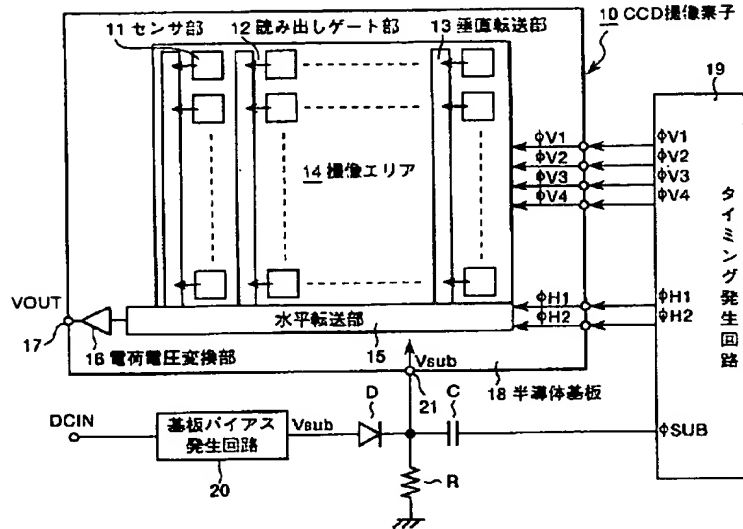 11 センサ部
12 読み出しゲート部
13 垂直転送部
10 CCD撮像素子
19
14 撮像エリア
ΦV1
ΦV2
ΦV3
ΦV4
ΦV1
ΦV2
ΦV3
ΦV4
タイミング発生回路
ΦH1
ΦH2
ΦH1
ΦH2
VOUT
17
16 電荷電圧変換部
水平転送部
15
Vsub
21
18 半導体基板
DCIN
基板バイアス
発生回路
20
Vsub
D
C
ΦSUB
R